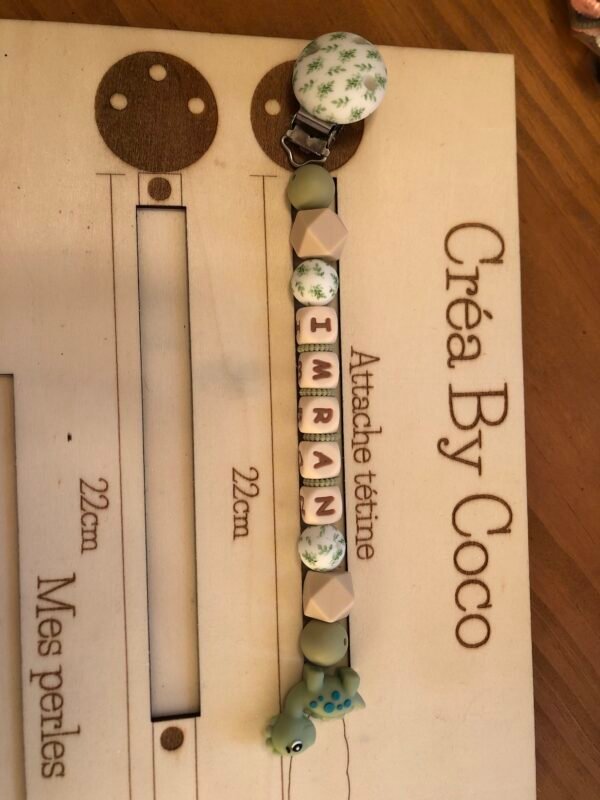 Créa By Coco
Attache tétine
IMRAN
22cm
22cm
Mes perles